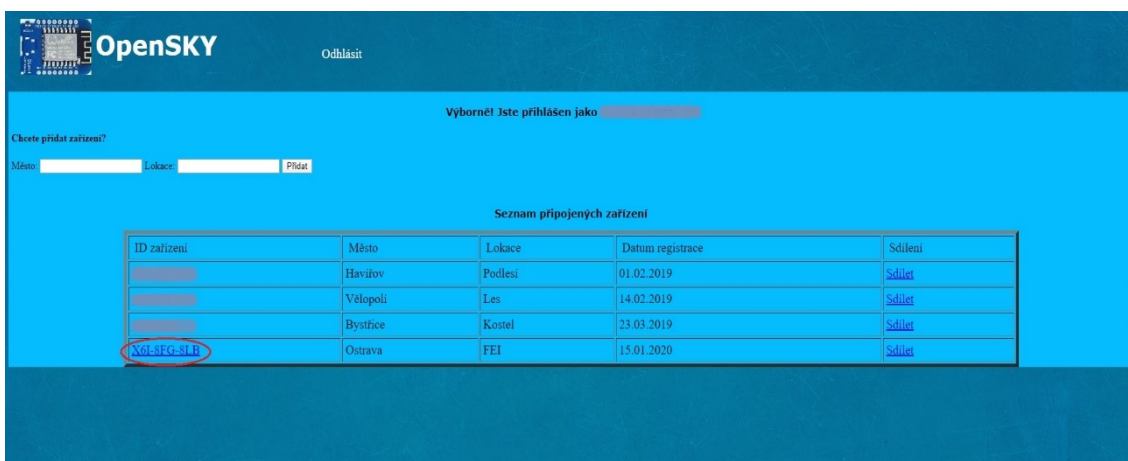 OpenSKY
Odhlásit
Výborně! Jste přihlášen jako
Chcete přidat zařízení?
Město: Lokace: Přidat
Seznam připojených zařízení
ID zařízení Město Lokace Datum registrace Sdílení
Havířov Podlesí 01.02.2019 Sdílet
Vělopolí Les 14.02.2019 Sdílet
Bystřice Kostel 23.03.2019 Sdílet
X6I-8FG-8LB Ostrava FEI 15.01.2020 Sdílet